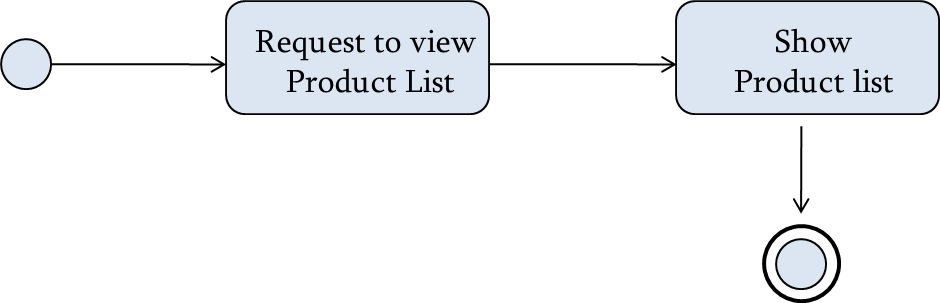 Request to view
Product List
Show
Product list